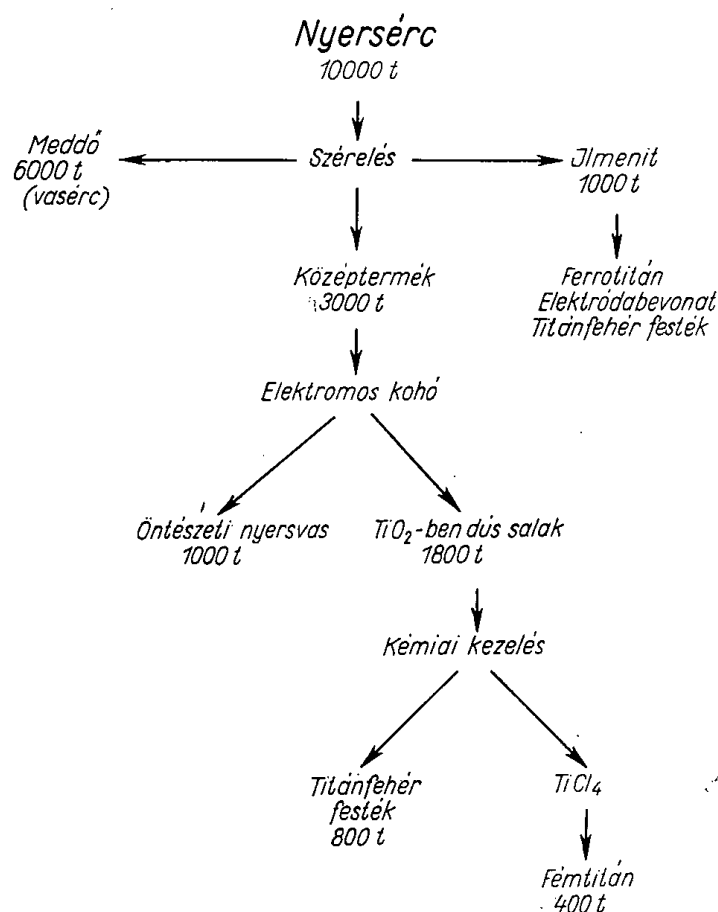 Nyersérc
10000 t
Meddő
6000 t
(vasérc)
Szérelés
Ilmenit
1000 t
Középtermék
3000 t
Ferrotitán
Elektródabevonat
Titánfehér festék
Elektromos kohó
Öntészeti nyersvas
1000 t
TiO₂-ben dús salak
1800 t
Kémiai kezelés
Titánfehér
festék
800 t
TiCl₄
Fémtitán
400 t